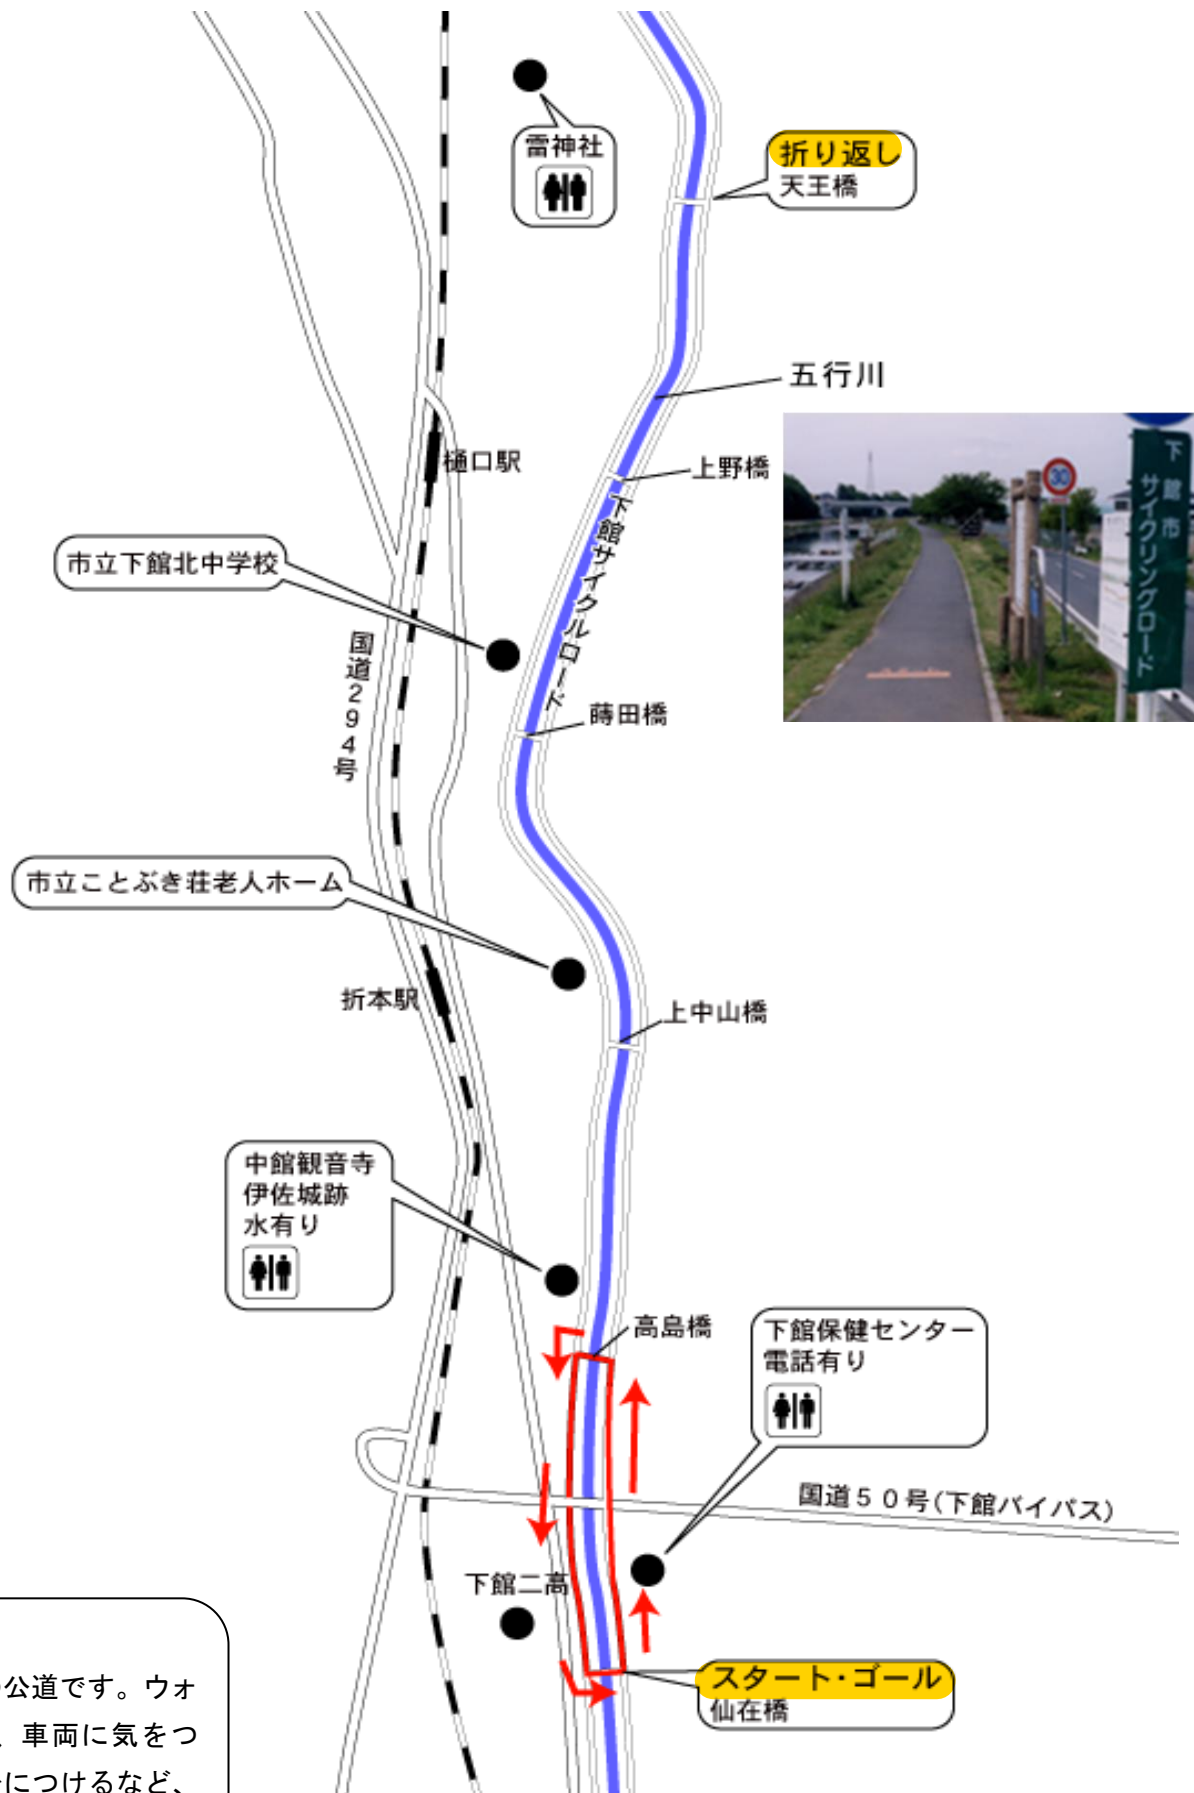 雷神社
折り返し
天王橋
五行川
樋口駅
上野橋
下館サイクルロード
30
下館市
サイクリングロード
市立下館北中学校
国道294号
蒔田橋
市立ことぶき荘老人ホーム
折本駅
上中山橋
中館観音寺
伊佐城跡
水有り
高島橋
下館保健センター
電話有り
国道50号(下館バイパス)
下館二高
スタート・ゴール
仙在橋
公道です。ウォ
、車両に気をつ
につけるなど、